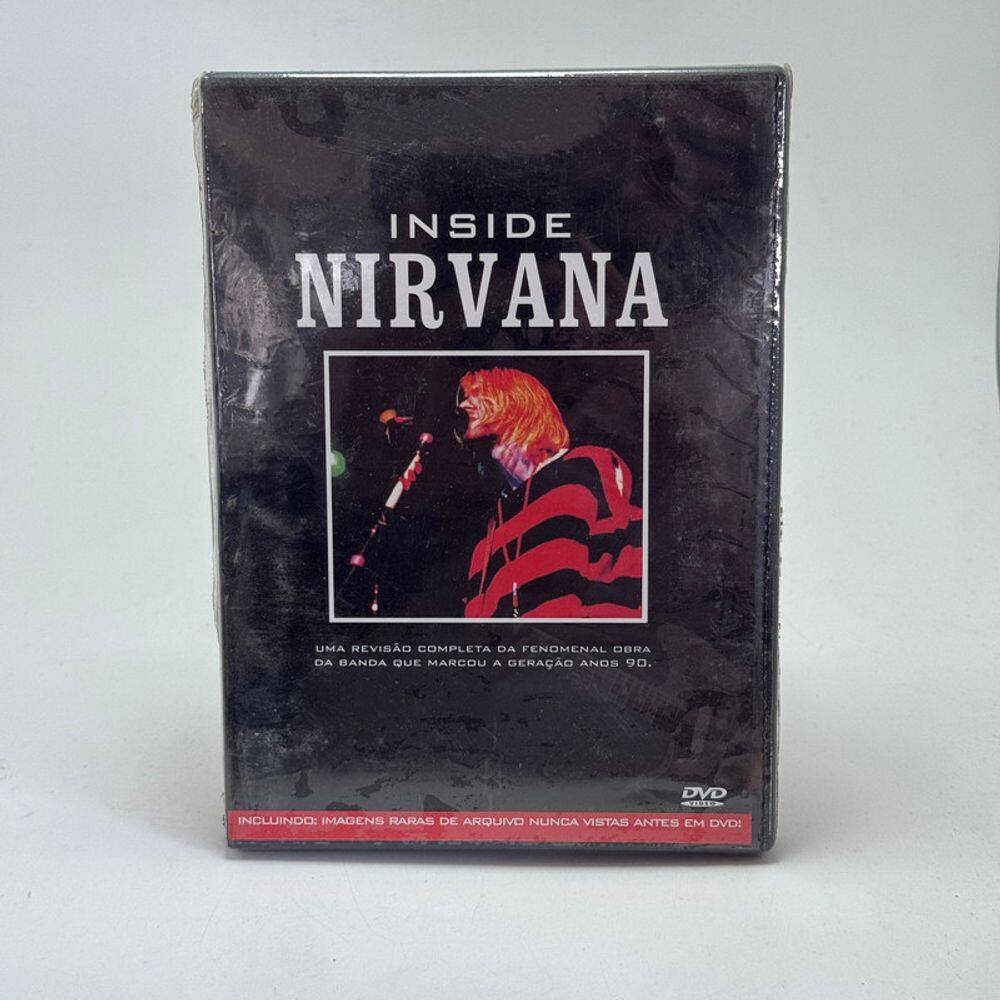 INSIDE
NIRVANA
UMA REVISÃO COMPLETA DA FENOMENAL OBRA
DA BANDA QUE MARCOU A GERAÇÃO ANOS 90.
DVD
VIDEO
INCLUINDO: IMAGENS RARAS DE ARQUIVO NUNCA VISTAS ANTES EM DVD!